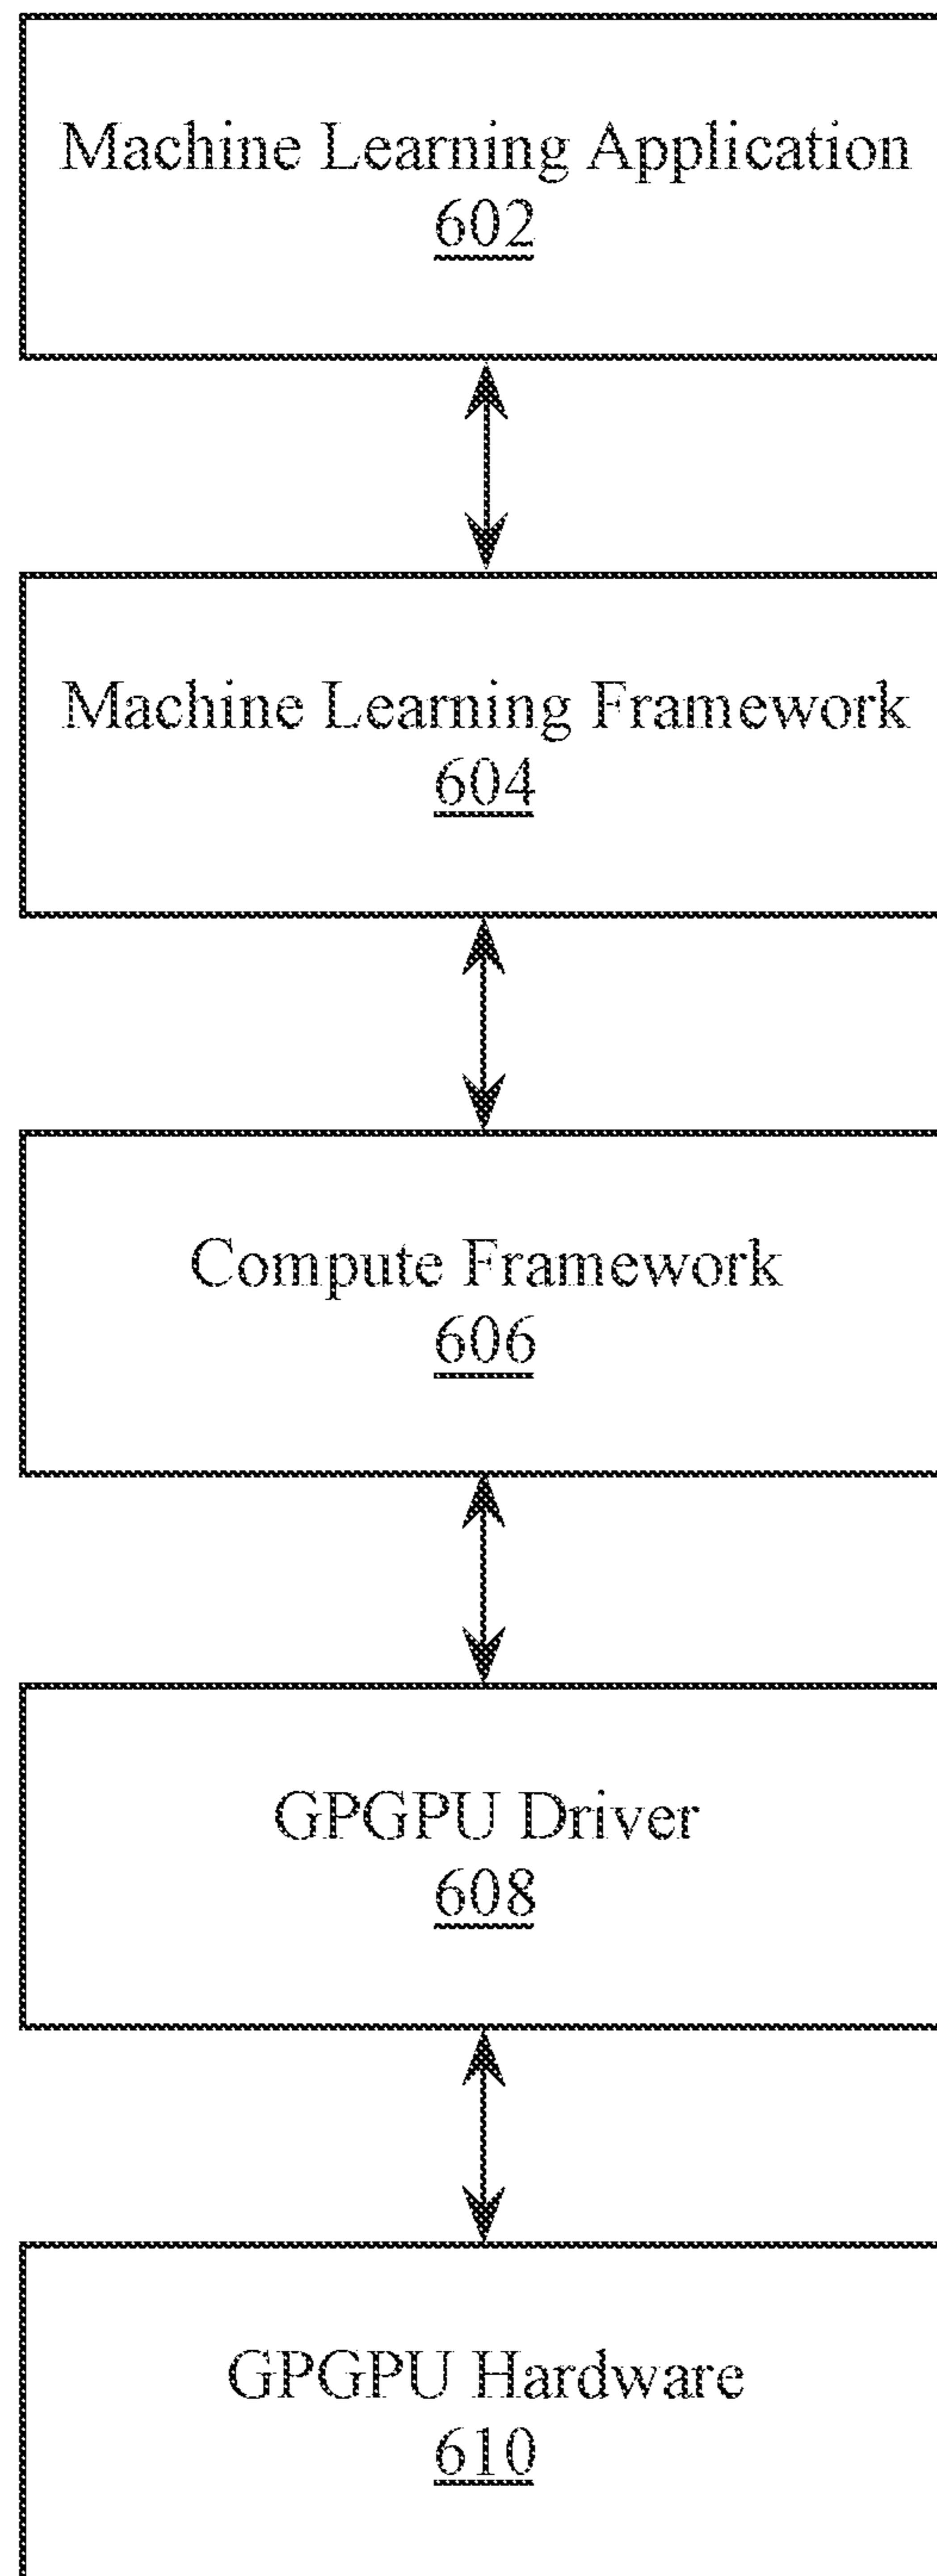 Machine Learning Application
602
Machine Learning Framework
604
Compute Framework
606
GPGPU Driver
608
GPGPU Hardware
610